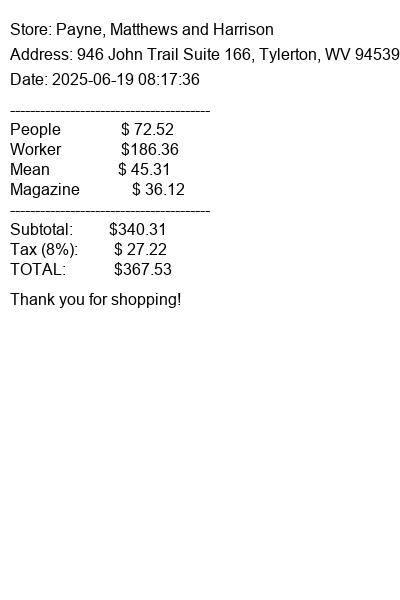 Store: Payne, Matthews and Harrison
Address: 946 John Trail Suite 166, Tylerton, WV 94539
Date: 2025-06-19 08:17:36
----------------------------------------
People $ 72.52
Worker $186.36
Mean $ 45.31
Magazine $ 36.12
----------------------------------------
Subtotal: $340.31
Tax (8%): $ 27.22
TOTAL: $367.53
Thank you for shopping!